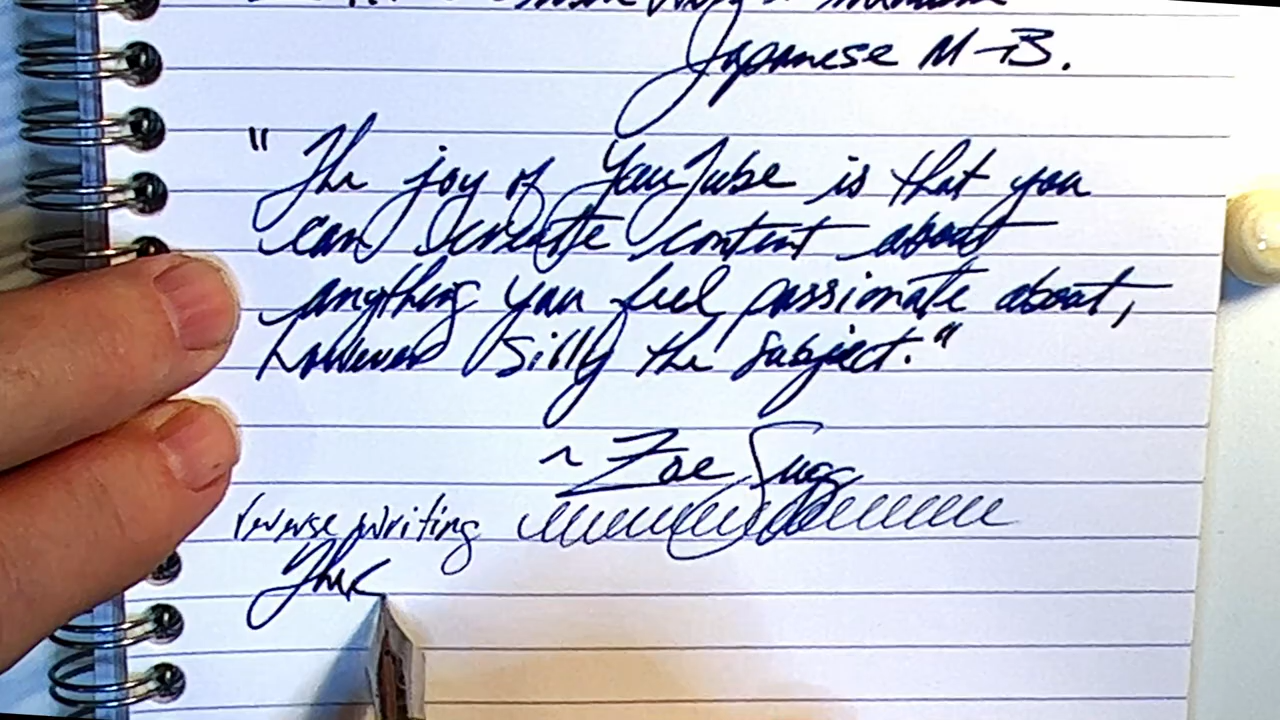 Japanese M-B.
"The joy of YouTube is that you
can create content about
anything you feel passionate about,
however silly the subject."
~ Zoe Sugg
reverse writing